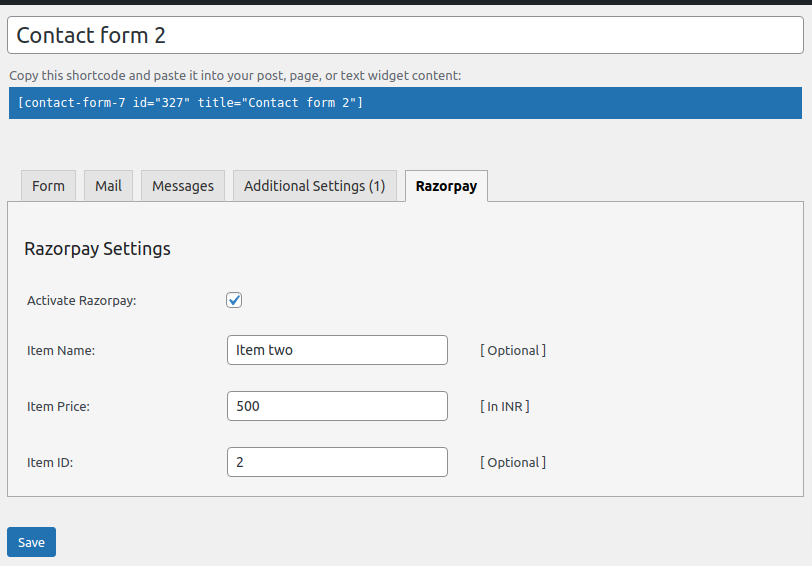 Contact form 2
Copy this shortcode and paste it into your post, page, or text widget content:
[contact-form-7 id="327" title="Contact form 2"]
Form Mail Messages Additional Settings (1) Razorpay
Razorpay Settings
Activate Razorpay:
Item Name: Item two [ Optional ]
Item Price: 500 [ In INR ]
Item ID: 2 [ Optional ]
Save